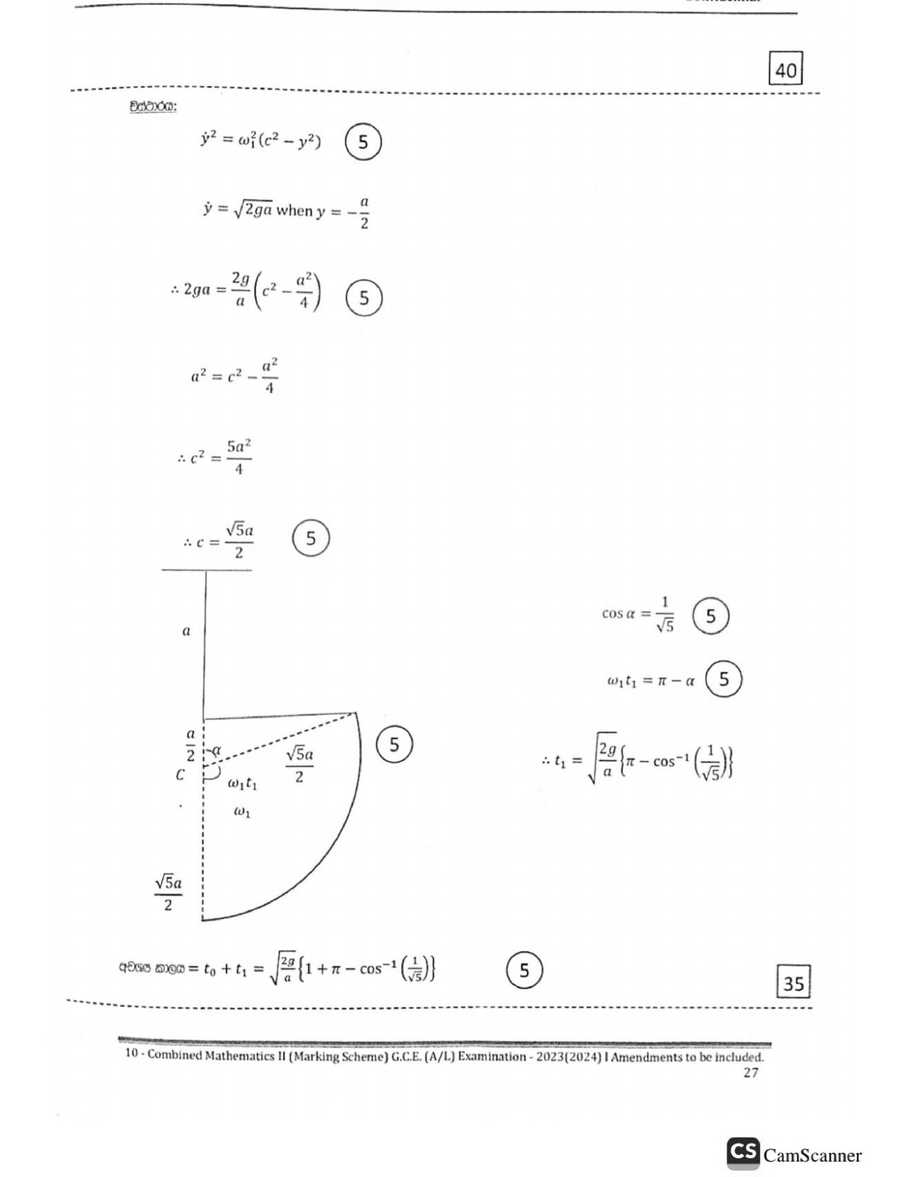 40
විස්තාරය:
ẏ² = ω₁²(c² − y²) 5
ẏ = √2ga when y = − a/2
∴ 2ga = 2g/a (c² − a²/4) 5
a² = c² − a²/4
∴ c² = 5a²/4
∴ c = √5a/2 5
a
cos α = 1/√5 5
ω₁t₁ = π − α 5
a/2
α
√5a/2
5
C
ω₁t₁
ω₁
∴ t₁ = √(2g/a) {π − cos⁻¹(1/√5)}
√5a/2
අවශ්‍ය කාලය = t₀ + t₁ = √(2g/a) {1 + π − cos⁻¹(1/√5)} 5
35
10 - Combined Mathematics II (Marking Scheme) G.C.E. (A/L) Examination - 2023(2024) I Amendments to be included.
27
CS CamScanner